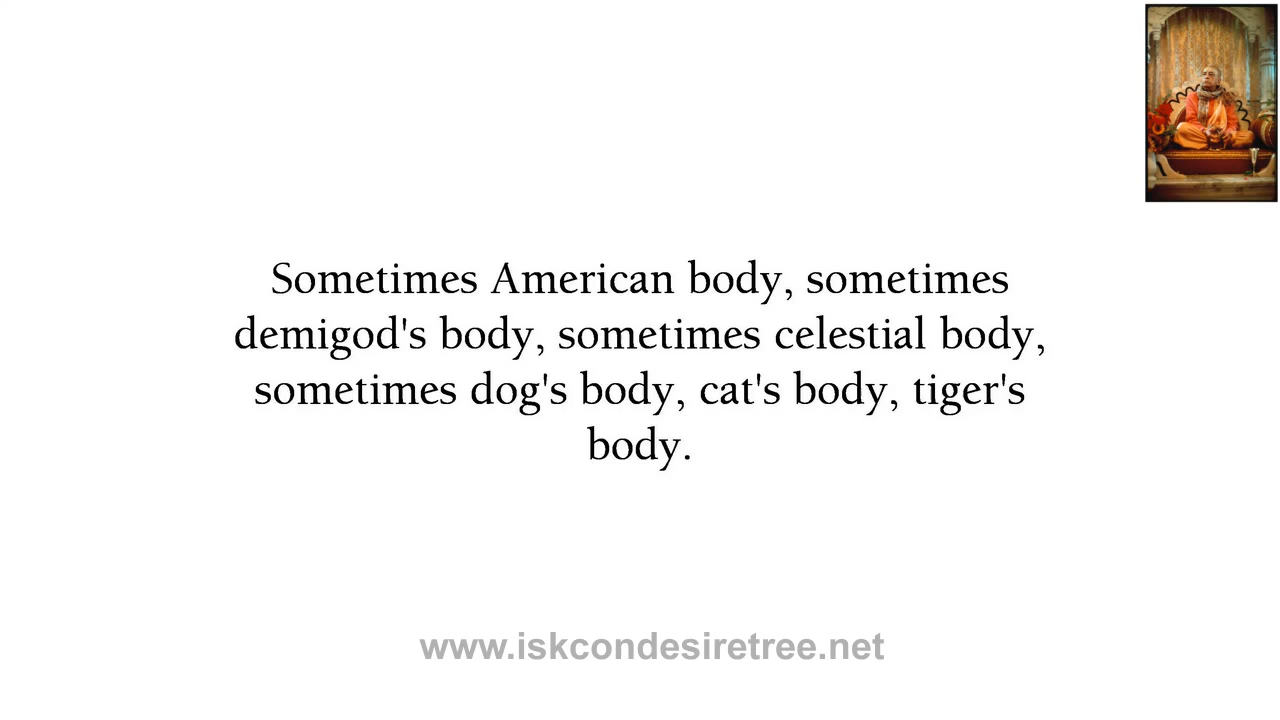 Sometimes American body, sometimes
demigod's body, sometimes celestial body,
sometimes dog's body, cat's body, tiger's
body.
www.iskcondesiretree.net